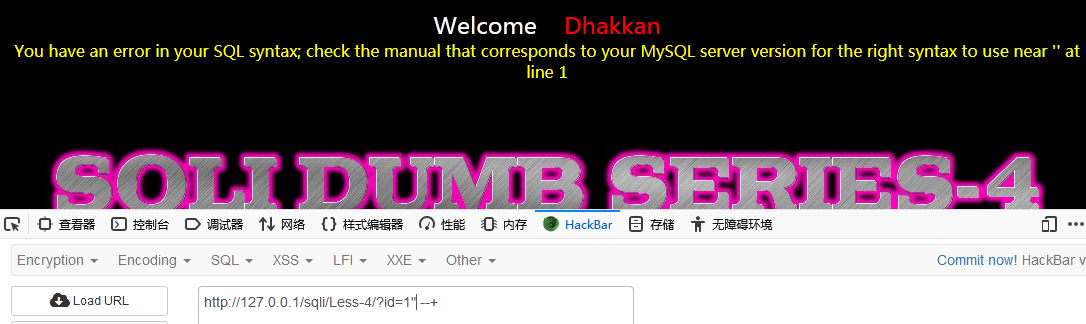 Welcome Dhakkan
You have an error in your SQL syntax; check the manual that corresponds to your MySQL server version for the right syntax to use near '' at
line 1
SQLI DUMB SERIES-4
查看器 控制台 调试器 网络 样式编辑器 性能 内存 HackBar 存储 无障碍环境
Encryption Encoding SQL XSS LFI XXE Other Commit now! HackBar v
Load URL http://127.0.0.1/sqli/Less-4/?id=1" --+